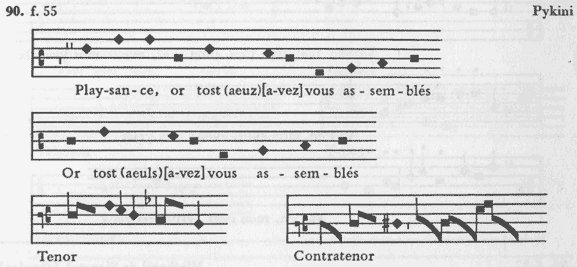 90. f. 55 Pykini
Play-san-ce, or tost (aeuz)[a-vez] vous as-sem-blés
Or tost (aeuls)[a-vez] vous as-sem-blés
Tenor Contratenor